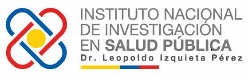 INSTITUTO NACIONAL
DE INVESTIGACIÓN
EN SALUD PÚBLICA
Dr. Leopoldo Izquieta Pérez